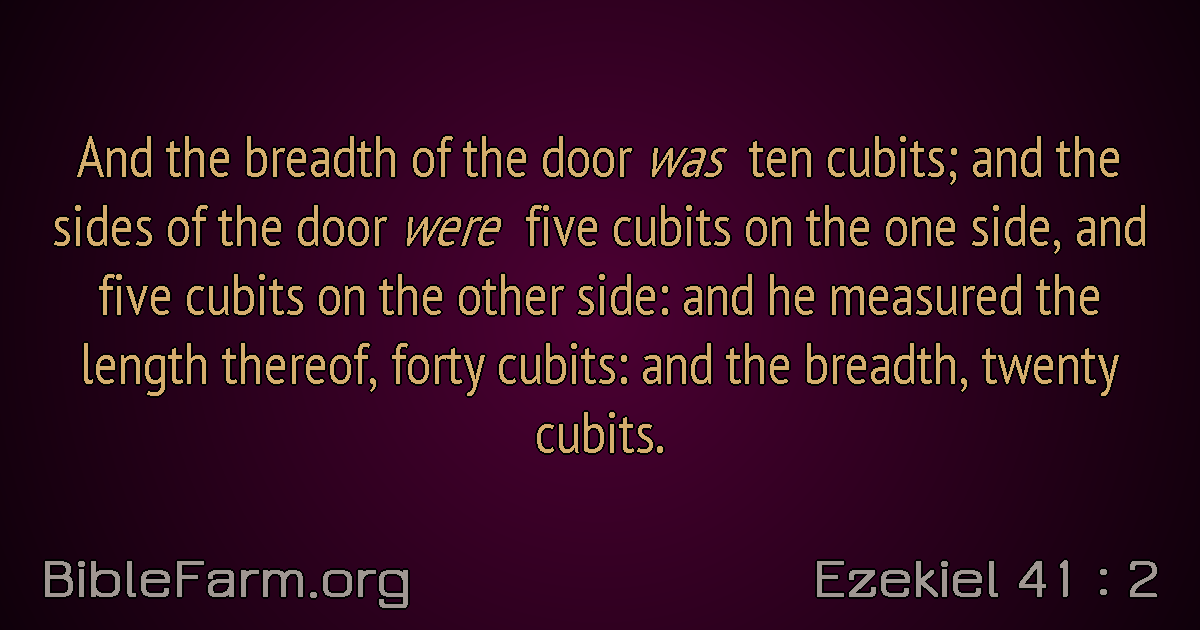 And the breadth of the door was ten cubits; and the
sides of the door were five cubits on the one side, and
five cubits on the other side: and he measured the
length thereof, forty cubits: and the breadth, twenty
cubits.
BibleFarm.org
Ezekiel 41 : 2